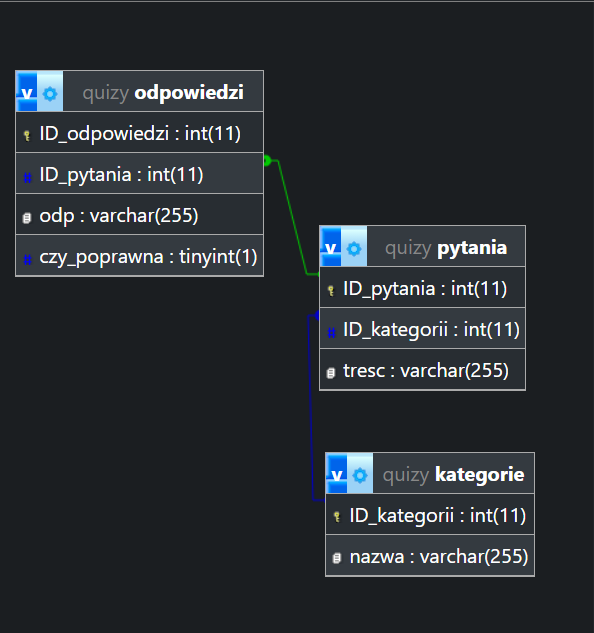 v quizy odpowiedzi
ID_odpowiedzi : int(11)
# ID_pytania : int(11)
odp : varchar(255)
# czy_poprawna : tinyint(1)
v quizy pytania
ID_pytania : int(11)
# ID_kategorii : int(11)
tresc : varchar(255)
v quizy kategorie
ID_kategorii : int(11)
nazwa : varchar(255)